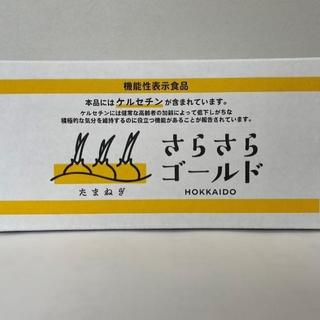 機能性表示食品
本品にはケルセチンが含まれています。
ケルセチンには健常な高齢者の加齢によって低下しがちな
積極的な気分を維持するのに役立つ機能があることが報告されています。
たまねぎ
さらさら
ゴールド
HOKKAIDO